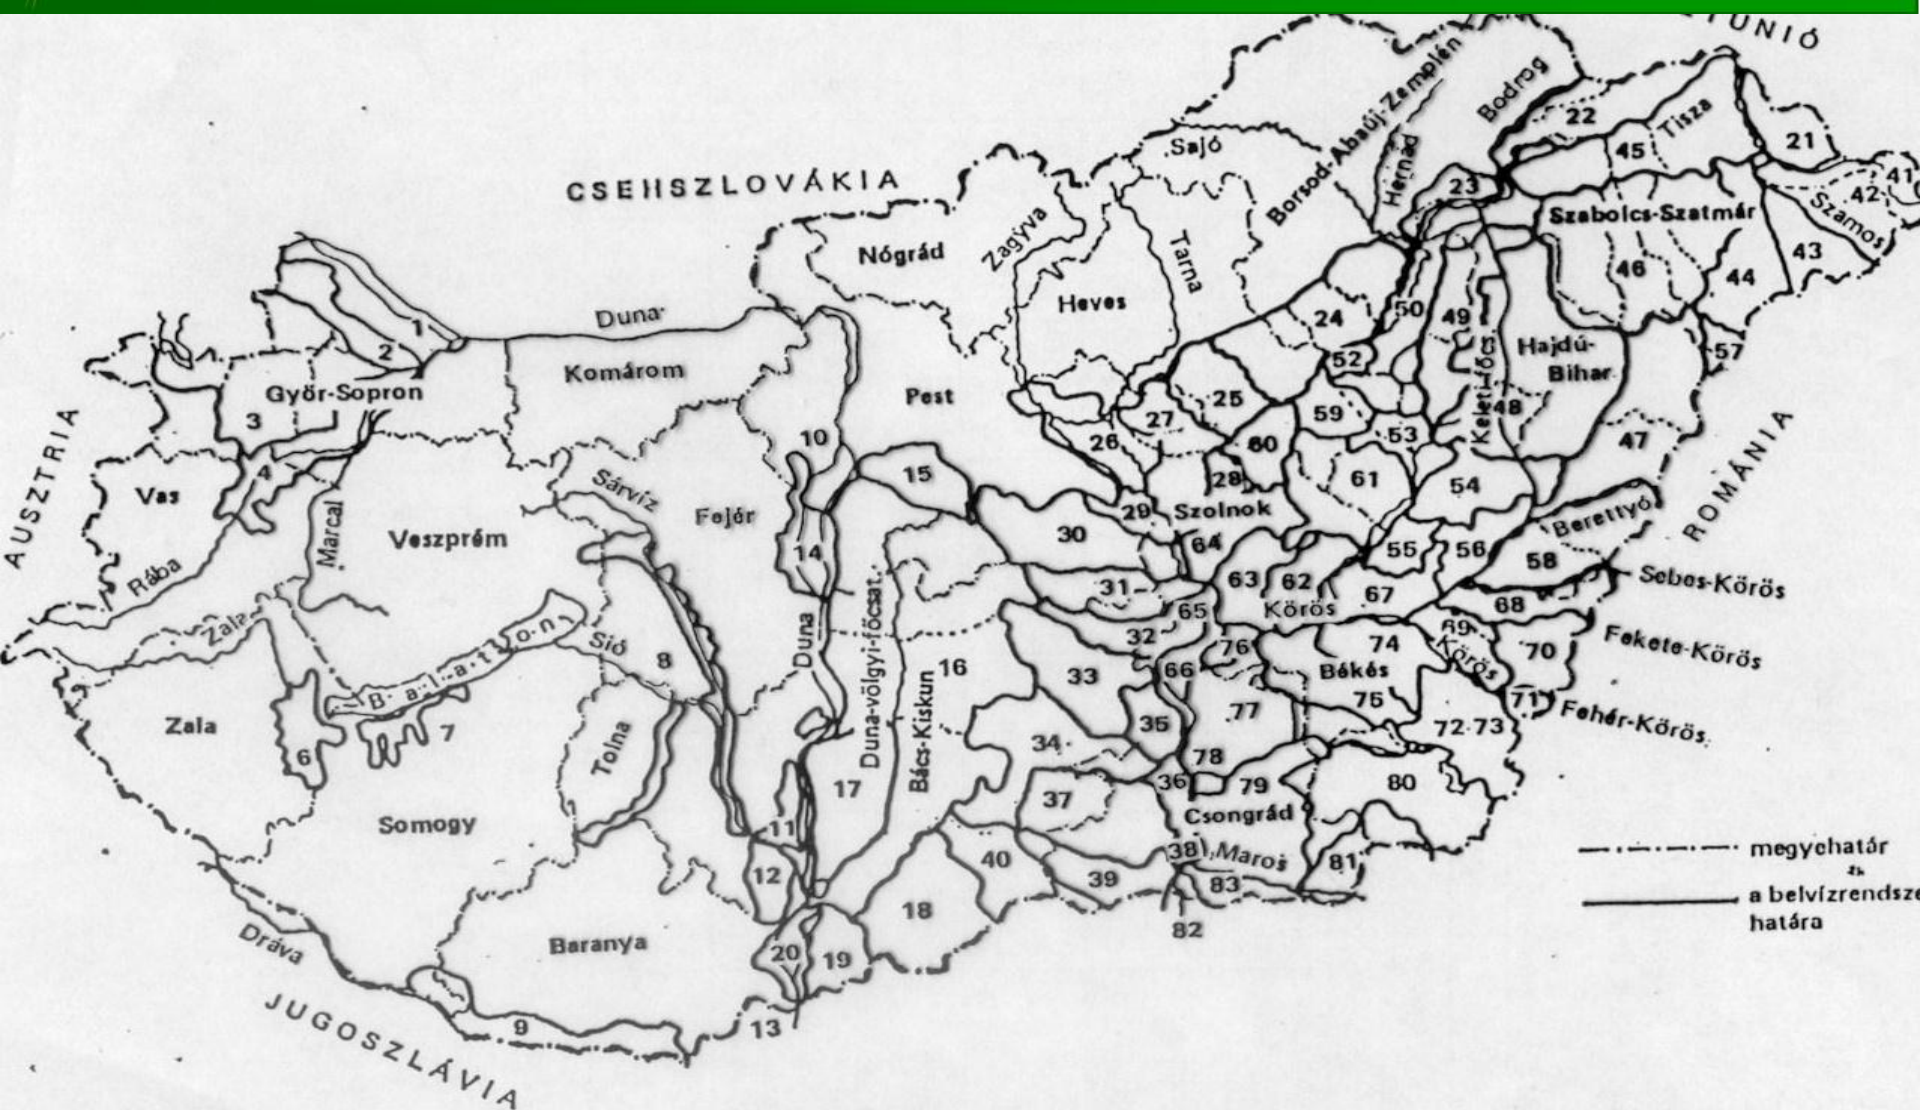 TUNIÓ
Borsod-Abaúj-Zemplén
Bodrog
Hernád
22
Tisza
45
21
Sajó
41
42
23
CSEHSZLOVÁKIA
Szabolcs-Szatmár
Szamos
Nógrád
Zagyva
Tarna
46
43
44
Heves
Duna
24
50
49
1
2
52
Hajdú-
Bihar
57
Komárom
Győr-Sopron
Pest
25
59
48
Keleti-főcs.
3
27
26
60
53
47
10
AUSZTRIA
ROMÁNIA
4
15
Vas
Sárvíz
Fejér
61
54
28
29
Szolnok
Marcal
Veszprém
30
64
Berettyó
14
55
56
58
Rába
31
63
62
67
Sebes-Körös
Zala
Duna
Duna-völgyi-főcsat.
65
Körös
68
B-a-l-a-t-o-n
Sió
32
76
74
69
Körös
70
Fekete-Körös
8
16
33
66
Békés
75
71
Fehér-Körös
Zala
7
6
Tolna
Bács-Kiskun
34
35
77
72
73
78
17
37
36
79
80
Somogy
11
Csongrád
megyehatár
12
40
38
Maros
81
39
83
a belvízrendsze
határa
18
82
Dráva
Baranya
20
19
JUGOSZLÁVIA
9
13